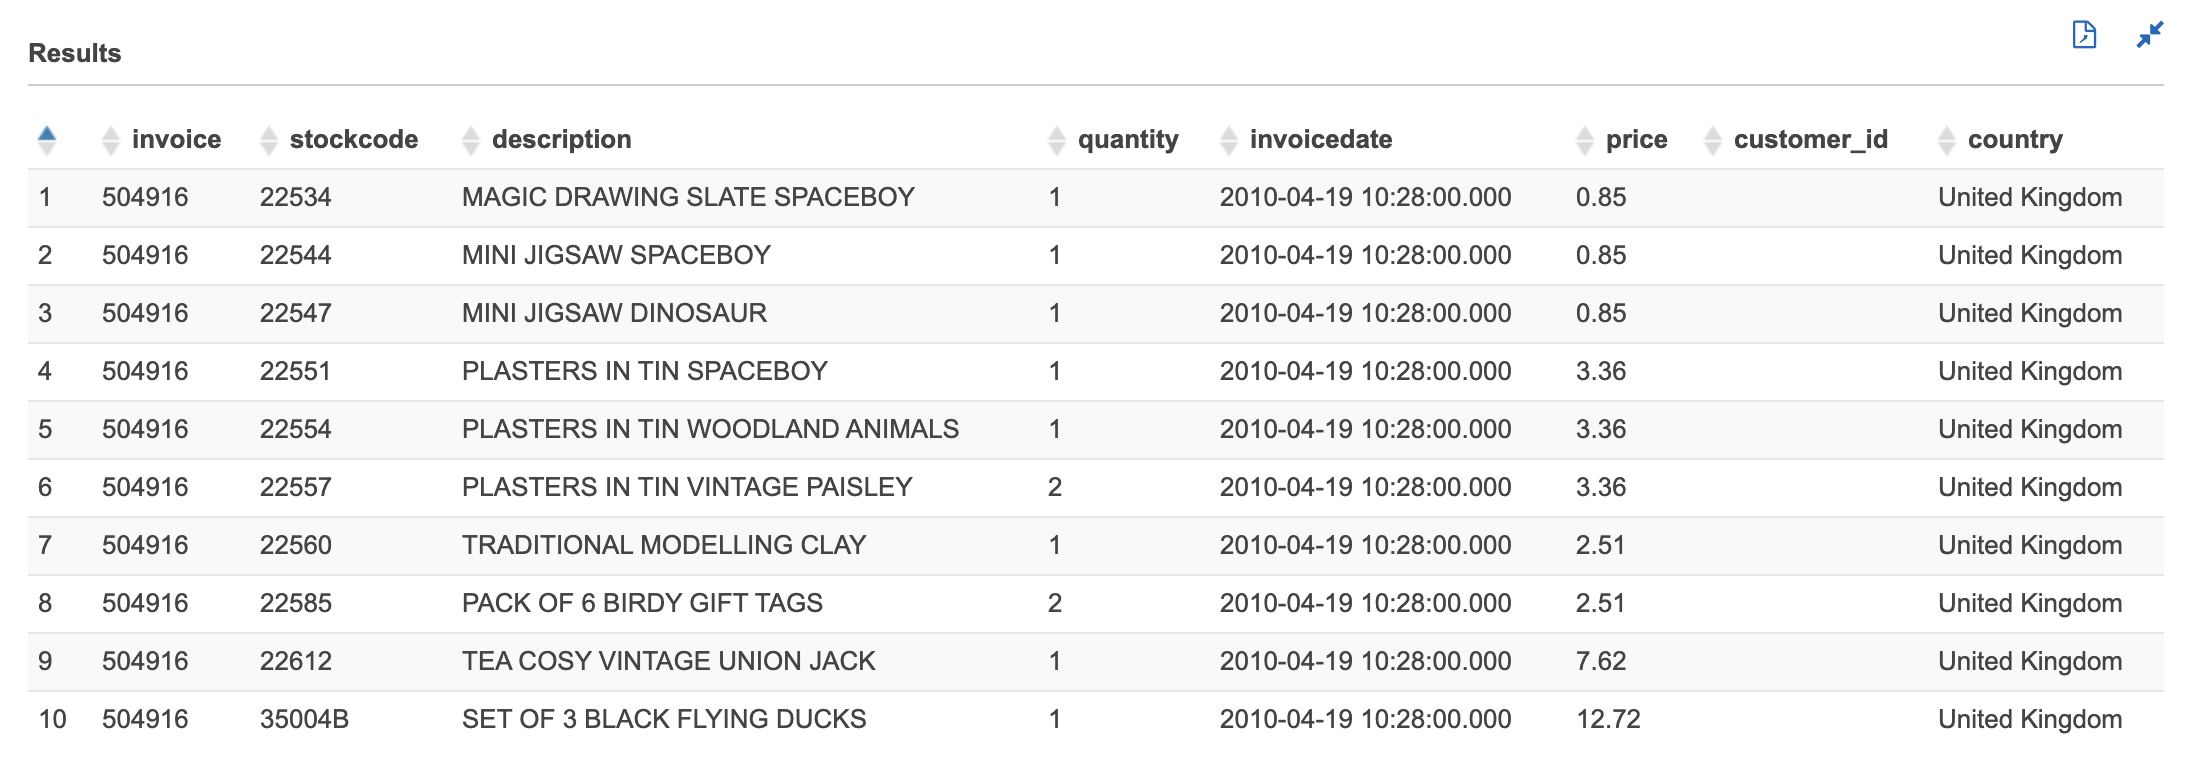 Results
invoice stockcode description quantity invoicedate price customer_id country
1 504916 22534 MAGIC DRAWING SLATE SPACEBOY 1 2010-04-19 10:28:00.000 0.85 United Kingdom
2 504916 22544 MINI JIGSAW SPACEBOY 1 2010-04-19 10:28:00.000 0.85 United Kingdom
3 504916 22547 MINI JIGSAW DINOSAUR 1 2010-04-19 10:28:00.000 0.85 United Kingdom
4 504916 22551 PLASTERS IN TIN SPACEBOY 1 2010-04-19 10:28:00.000 3.36 United Kingdom
5 504916 22554 PLASTERS IN TIN WOODLAND ANIMALS 1 2010-04-19 10:28:00.000 3.36 United Kingdom
6 504916 22557 PLASTERS IN TIN VINTAGE PAISLEY 2 2010-04-19 10:28:00.000 3.36 United Kingdom
7 504916 22560 TRADITIONAL MODELLING CLAY 1 2010-04-19 10:28:00.000 2.51 United Kingdom
8 504916 22585 PACK OF 6 BIRDY GIFT TAGS 2 2010-04-19 10:28:00.000 2.51 United Kingdom
9 504916 22612 TEA COSY VINTAGE UNION JACK 1 2010-04-19 10:28:00.000 7.62 United Kingdom
10 504916 35004B SET OF 3 BLACK FLYING DUCKS 1 2010-04-19 10:28:00.000 12.72 United Kingdom